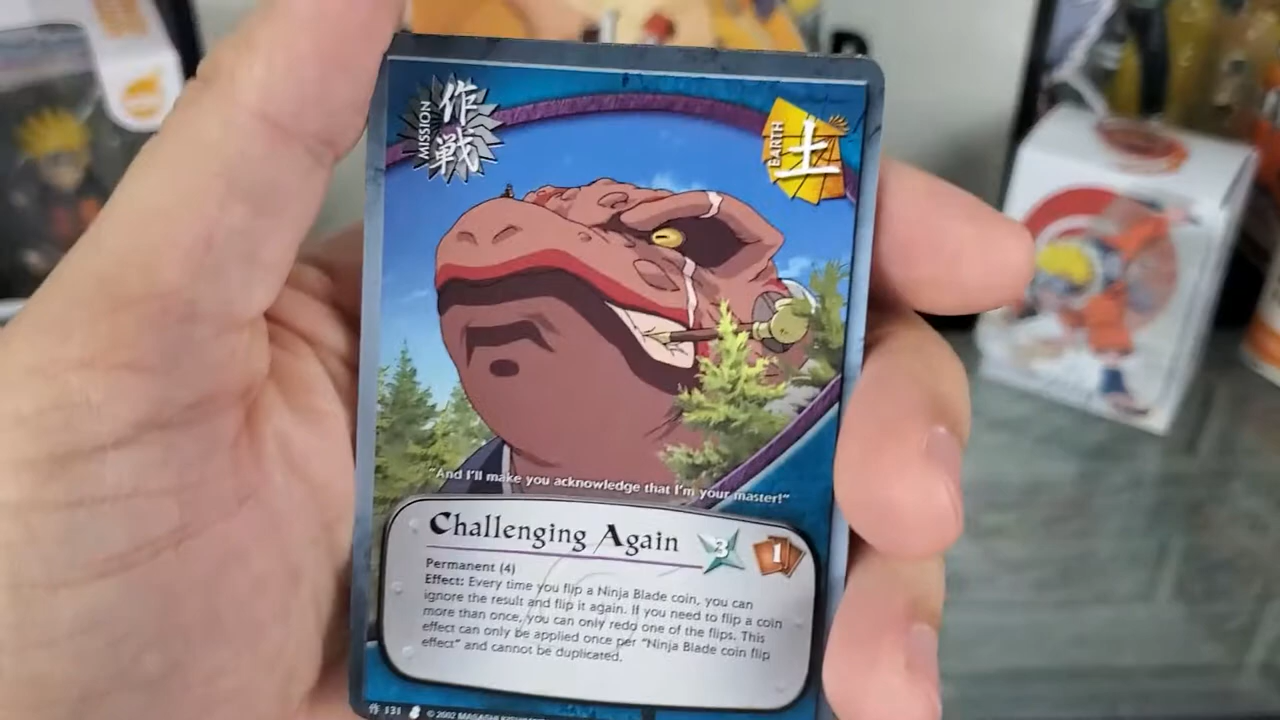 MISSION
作
戦
EARTH
土
"And I'll make you acknowledge that I'm your master!"
Challenging Again 3 1
Permanent (4)
Effect: Every time you flip a Ninja Blade coin, you can
ignore the result and flip it again. If you need to flip a coin
more than once, you can only redo one of the flips. This
effect can only be applied once per "Ninja Blade coin flip
effect" and cannot be duplicated.
作 131 © 2002 MASASHI